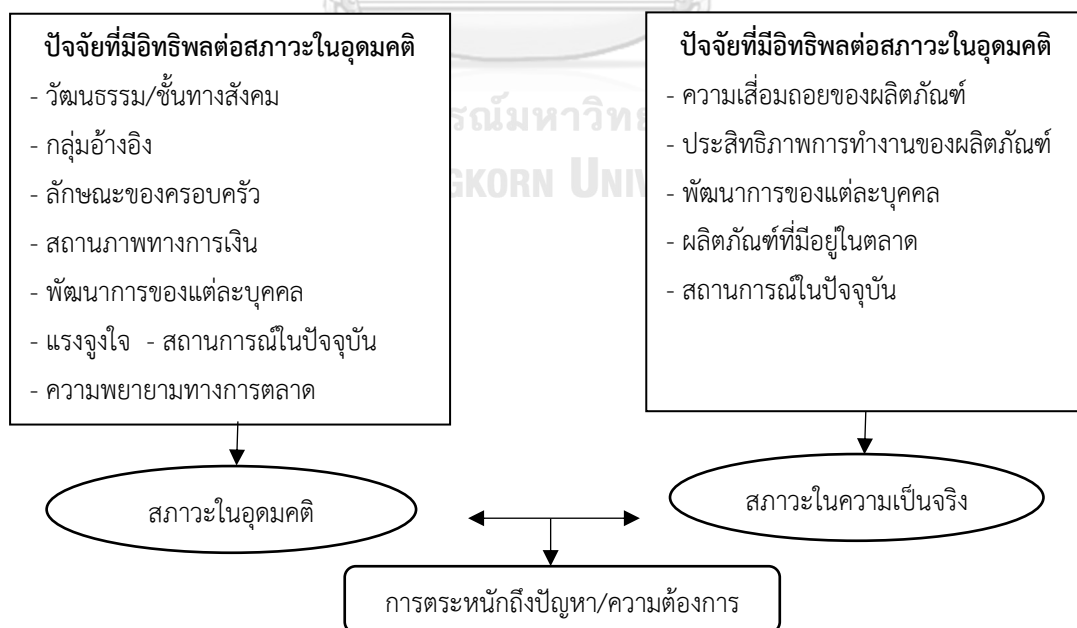 ปัจจัยที่มีอิทธิพลต่อสภาวะในอุดมคติ
- วัฒนธรรม/ชั้นทางสังคม
- กลุ่มอ้างอิง
- ลักษณะของครอบครัว
- สถานภาพทางการเงิน
- พัฒนาการของแต่ละบุคคล
- แรงจูงใจ - สถานการณ์ในปัจจุบัน
- ความพยายามทางการตลาด
ปัจจัยที่มีอิทธิพลต่อสภาวะในอุดมคติ
- ความเสื่อมถอยของผลิตภัณฑ์
- ประสิทธิภาพการทำงานของผลิตภัณฑ์
- พัฒนาการของแต่ละบุคคล
- ผลิตภัณฑ์ที่มีอยู่ในตลาด
- สถานการณ์ในปัจจุบัน
สภาวะในอุดมคติ
สภาวะในความเป็นจริง
การตระหนักถึงปัญหา/ความต้องการ